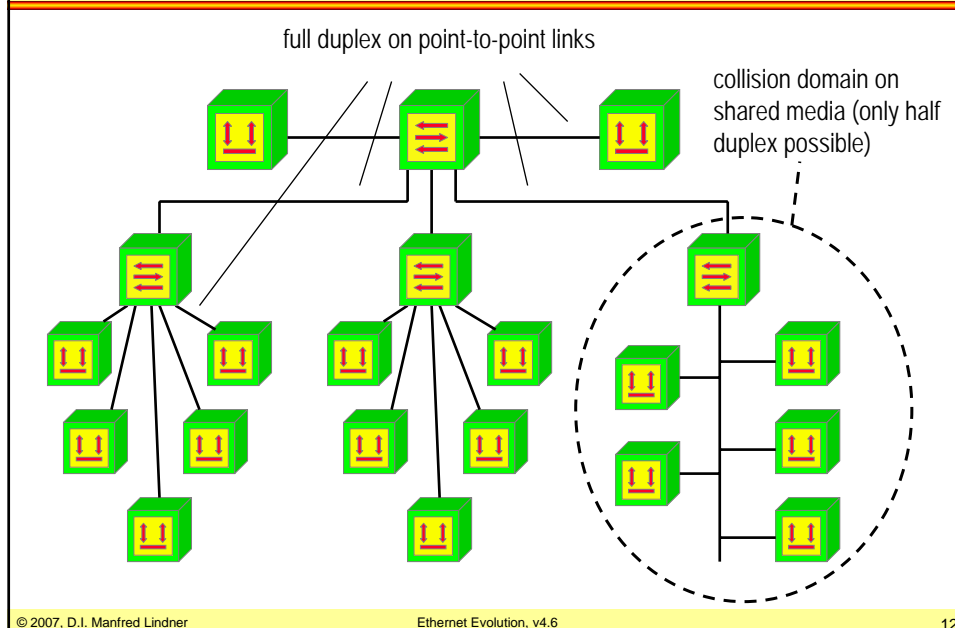 full duplex on point-to-point links
collision domain on
shared media (only half
duplex possible)
© 2007, D.I. Manfred Lindner
Ethernet Evolution, v4.6
12